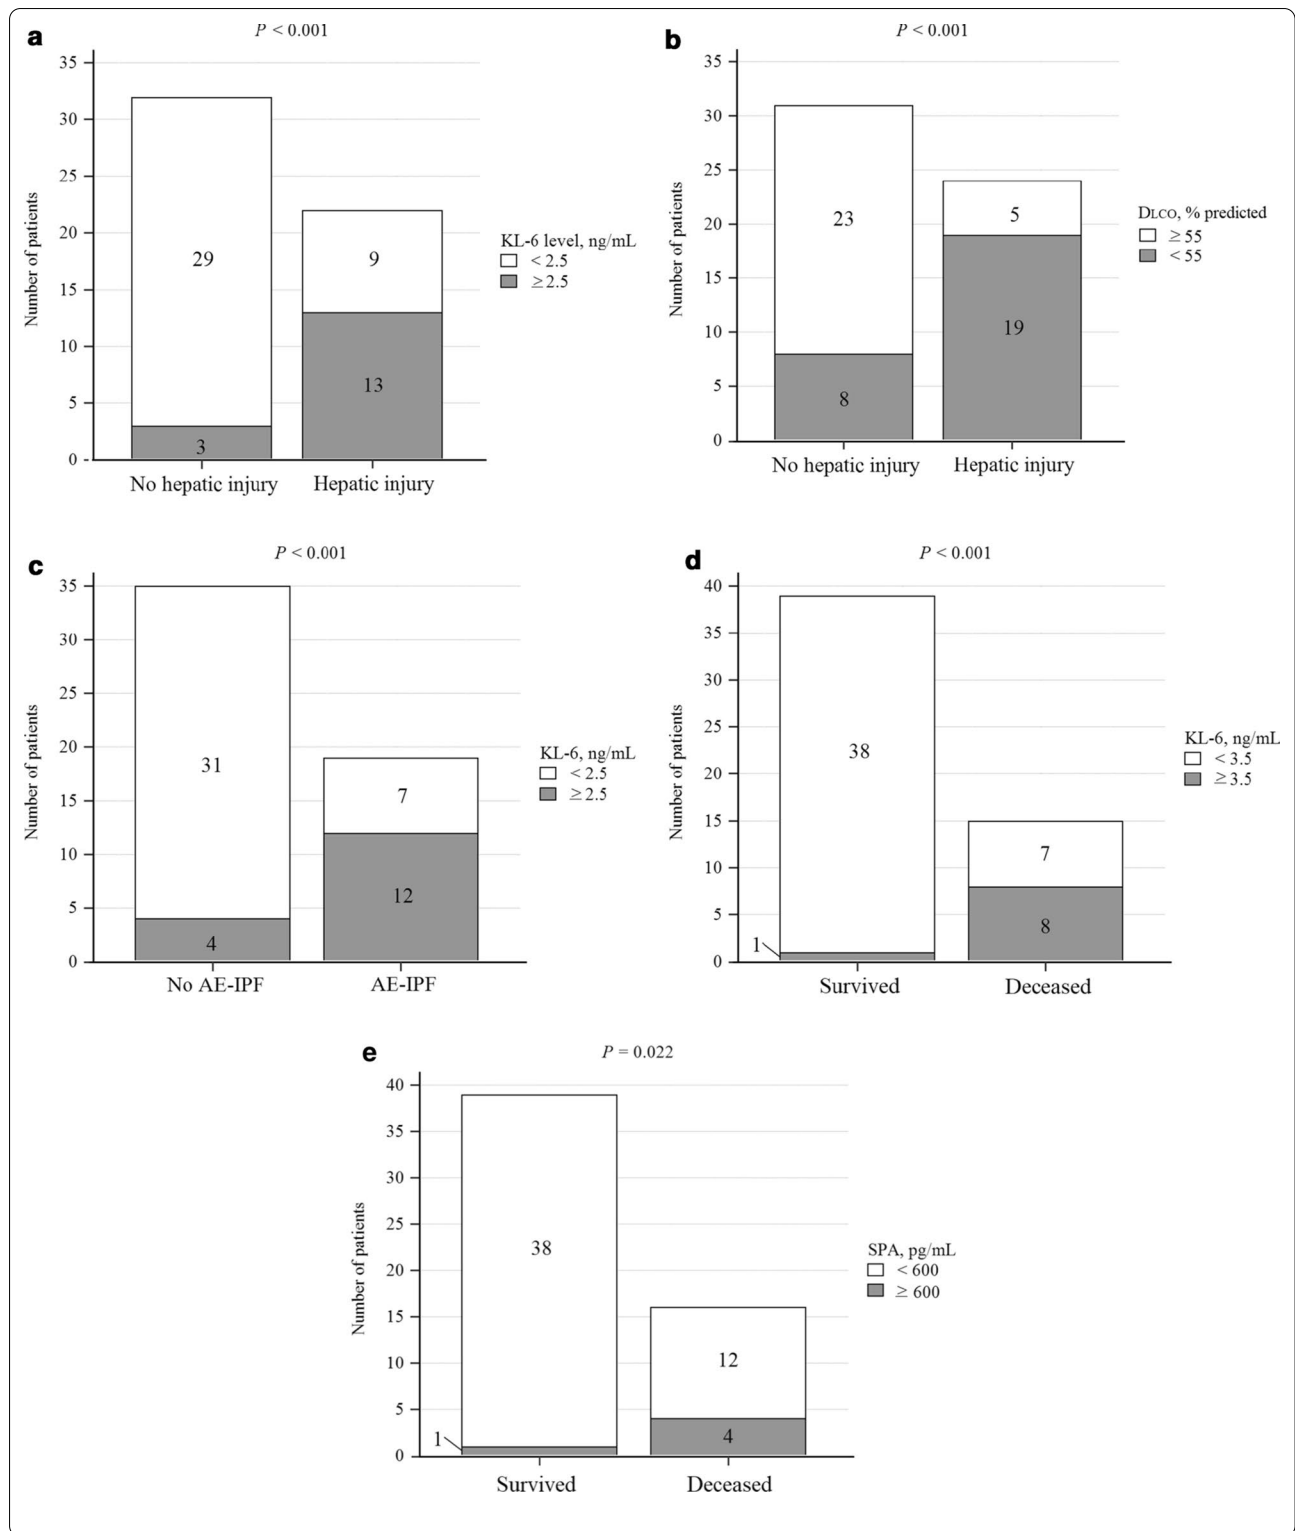 a
P < 0.001
35
30
25
20
15
10
5
0
Number of patients
29
3
9
13
No hepatic injury
Hepatic injury
KL-6 level, ng/mL
< 2.5
≥ 2.5
b
P < 0.001
35
30
25
20
15
10
5
0
Number of patients
23
8
5
19
No hepatic injury
Hepatic injury
DLCO, % predicted
≥ 55
< 55
c
P < 0.001
35
30
25
20
15
10
5
0
Number of patients
31
4
7
12
No AE-IPF
AE-IPF
KL-6, ng/mL
< 2.5
≥ 2.5
d
P < 0.001
40
35
30
25
20
15
10
5
0
Number of patients
38
1
7
8
Survived
Deceased
KL-6, ng/mL
< 3.5
≥ 3.5
e
P = 0.022
40
35
30
25
20
15
10
5
0
Number of patients
38
1
12
4
Survived
Deceased
SPA, pg/mL
< 600
≥ 600